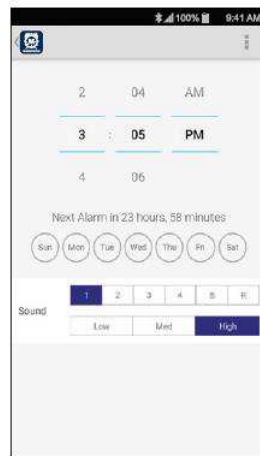 100% 9:41 AM
2 04 AM
3 : 05 PM
4 06
Next Alarm in 23 hours, 58 minutes
Sun Mon Tue Wed Thu Fri Sat
1 2 3 4 5 R
Sound
Low Med High